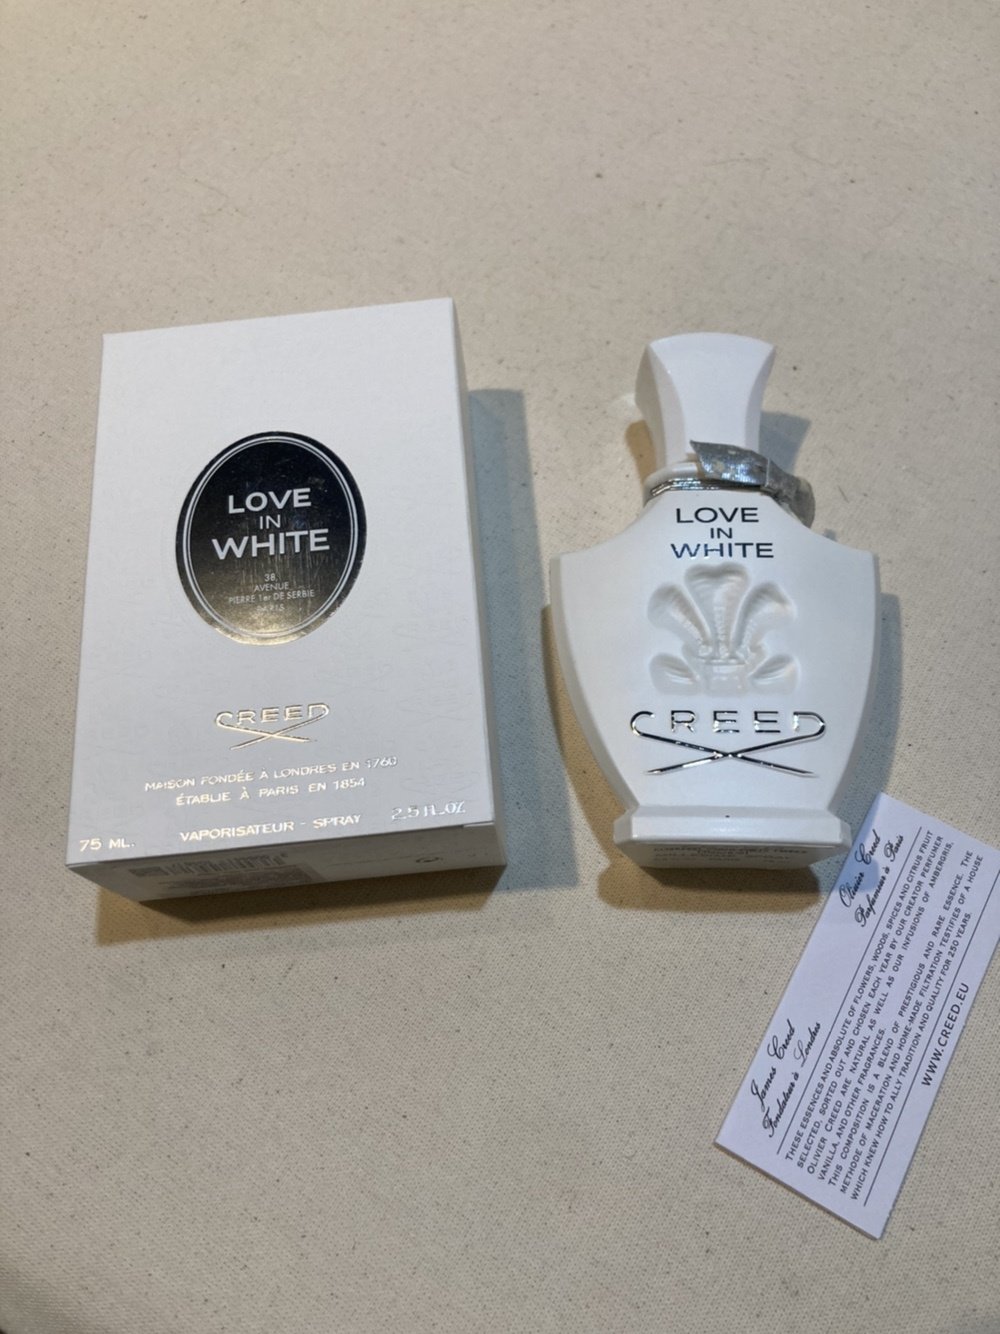 LOVE
IN
WHITE
38,
AVENUE
PIERRE 1er DE SERBIE
PARIS
CREED
MAISON FONDÉE À LONDRES EN 1760
ÉTABLIE À PARIS EN 1854
75 ML. VAPORISATEUR - SPRAY 2.5 FL.OZ
LOVE
IN
WHITE
CREED
James Creed Olivier Creed
Fondateur à Londres Parfumeur à Paris
THESE ESSENCES AND ABSOLUTE OF FLOWERS, WOODS, SPICES AND CITRUS FRUIT
SELECTED, SORTED OUT AND CHOSEN EACH YEAR BY OUR CREATOR PERFUMER
OLIVIER CREED ARE NATURAL AS WELL AS OUR INFUSIONS OF AMBERGRIS,
VANILLA, AND OTHER FRAGRANCES.
THIS COMPOSITION IS A BLEND OF PRESTIGIOUS AND RARE ESSENCE. THE
METHODE OF MACERATION AND HOME-MADE FILTRATION TESTIFIES OF A HOUSE
WHICH KNEW HOW TO ALLY TRADITION AND QUALITY FOR 250 YEARS.
WWW.CREED.EU